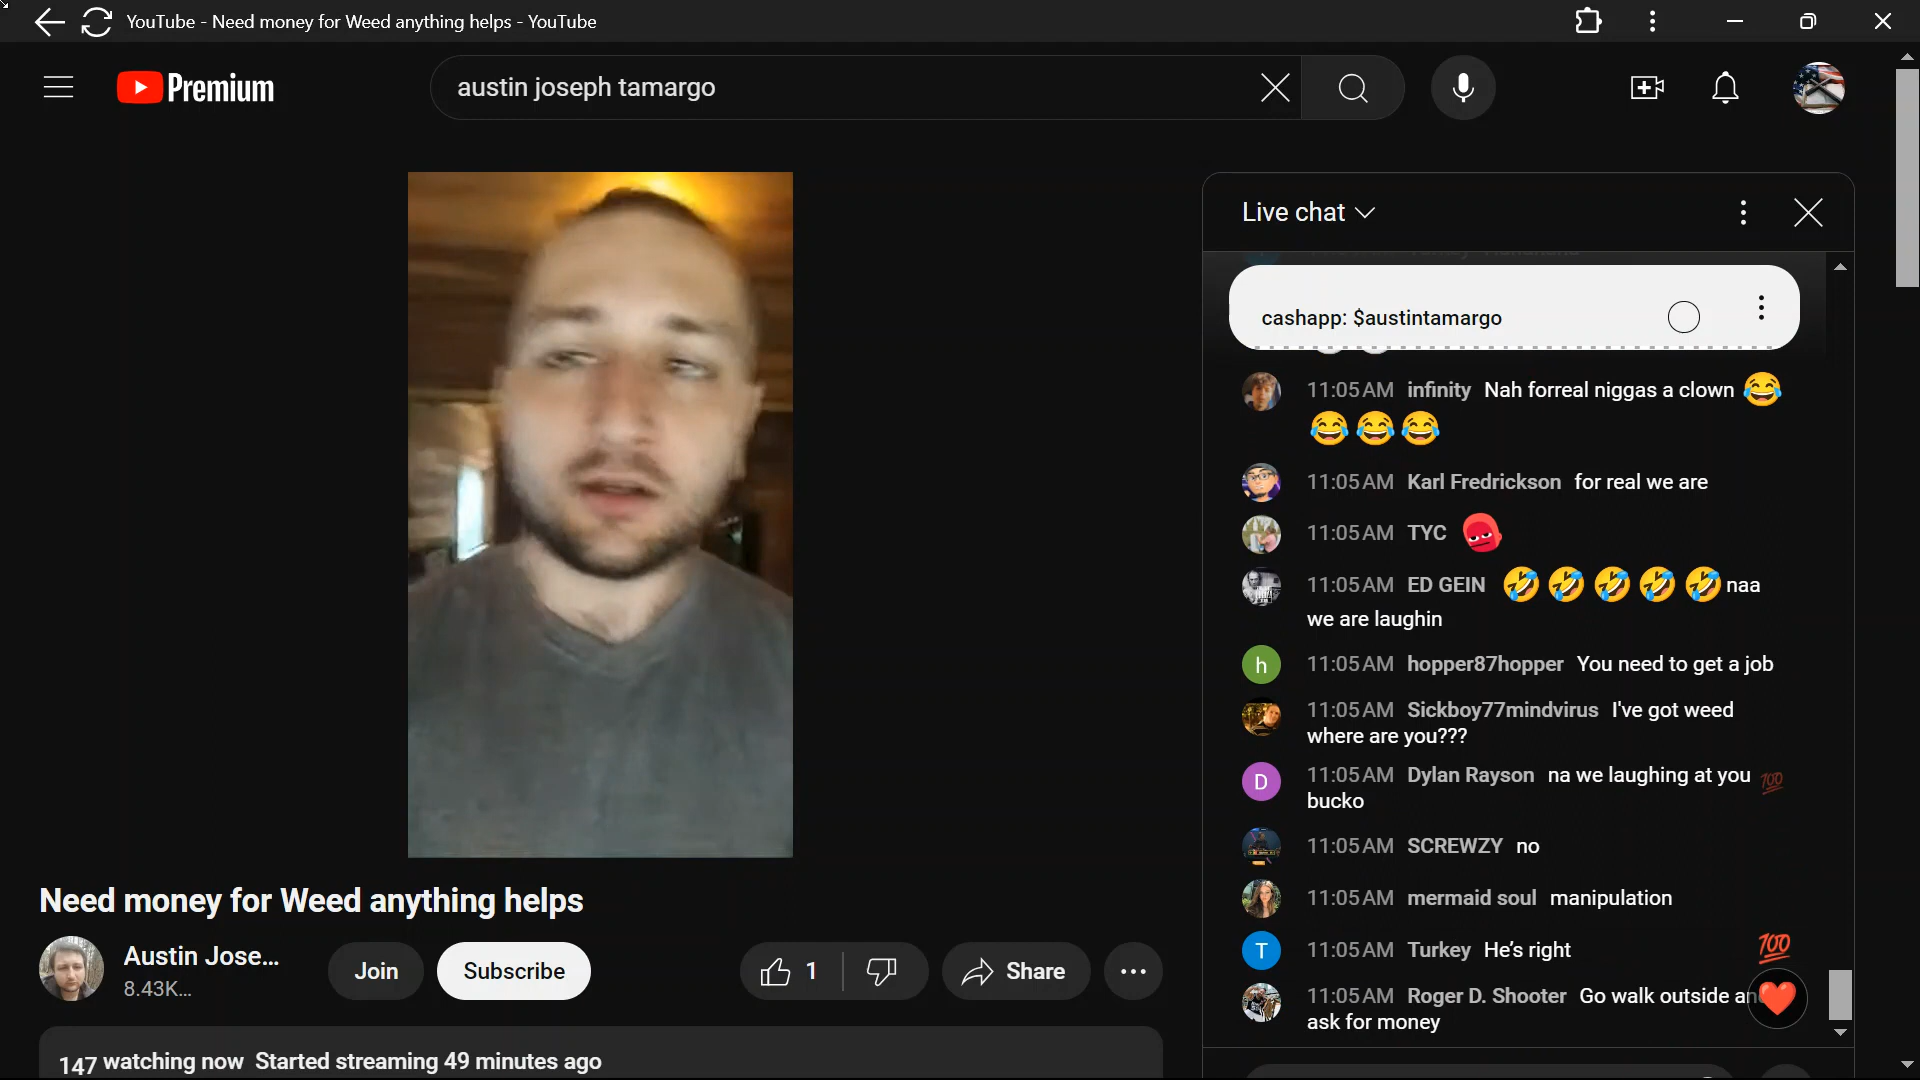 YouTube - Need money for Weed anything helps - YouTube
Premium
austin joseph tamargo
Live chat
cashapp: $austintamargo
11:05 AM infinity Nah forreal niggas a clown 😂
😂😂😂
11:05 AM Karl Fredrickson for real we are
11:05 AM TYC
11:05 AM ED GEIN 🤣🤣🤣🤣🤣 naa
we are laughin
h 11:05 AM hopper87hopper You need to get a job
11:05 AM Sickboy77mindvirus I've got weed
where are you???
D 11:05 AM Dylan Rayson na we laughing at you 💯
bucko
11:05 AM SCREWZY no
11:05 AM mermaid soul manipulation
T 11:05 AM Turkey He's right 💯
11:05 AM Roger D. Shooter Go walk outside an
ask for money
Need money for Weed anything helps
Austin Jose...
8.43K...
Join
Subscribe
1
Share
147 watching now Started streaming 49 minutes ago